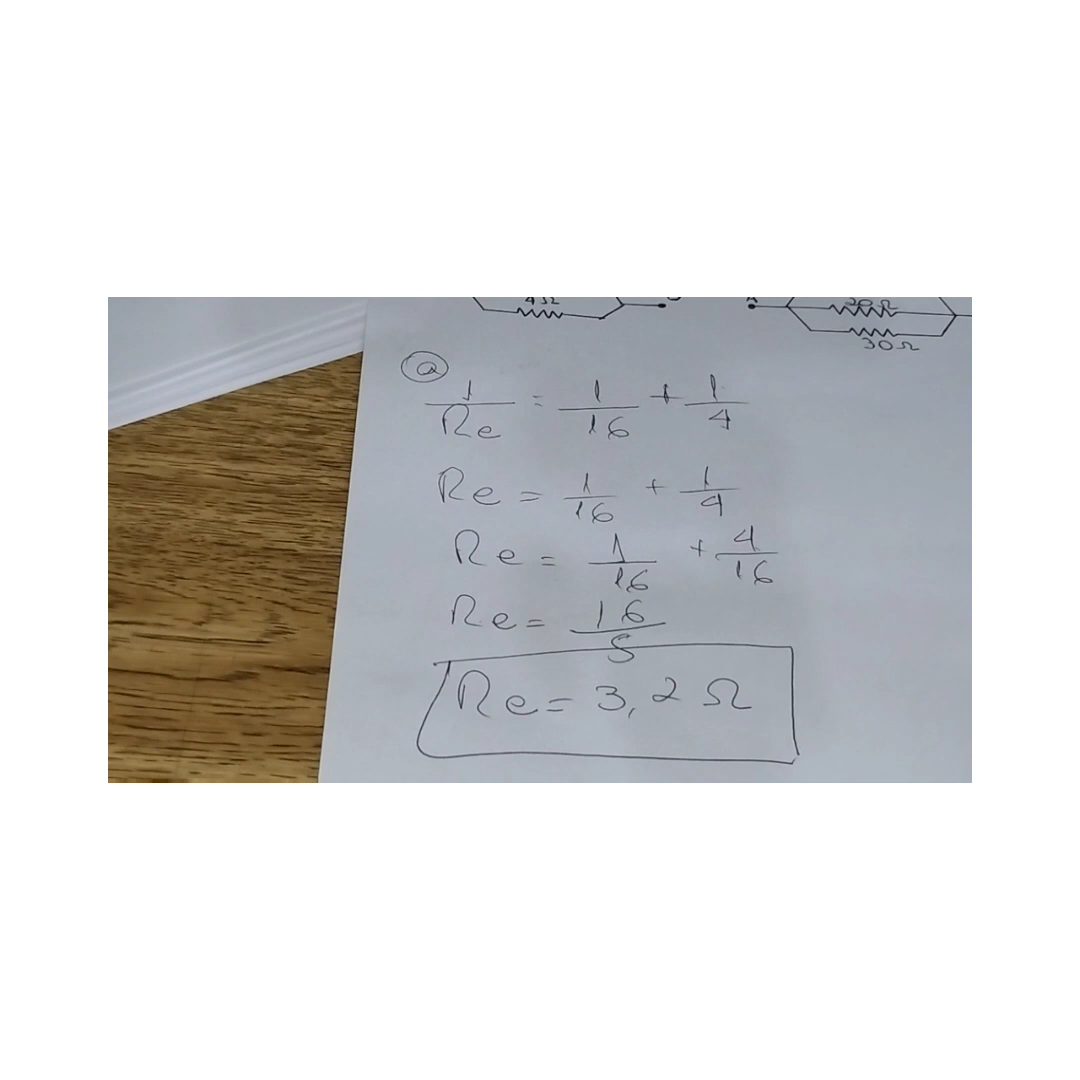 4Ω
20Ω
30Ω
a
1/Re = 1/16 + 1/4
Re = 1/16 + 1/4
Re = 1/16 + 4/16
Re = 16/5
Re = 3,2 Ω